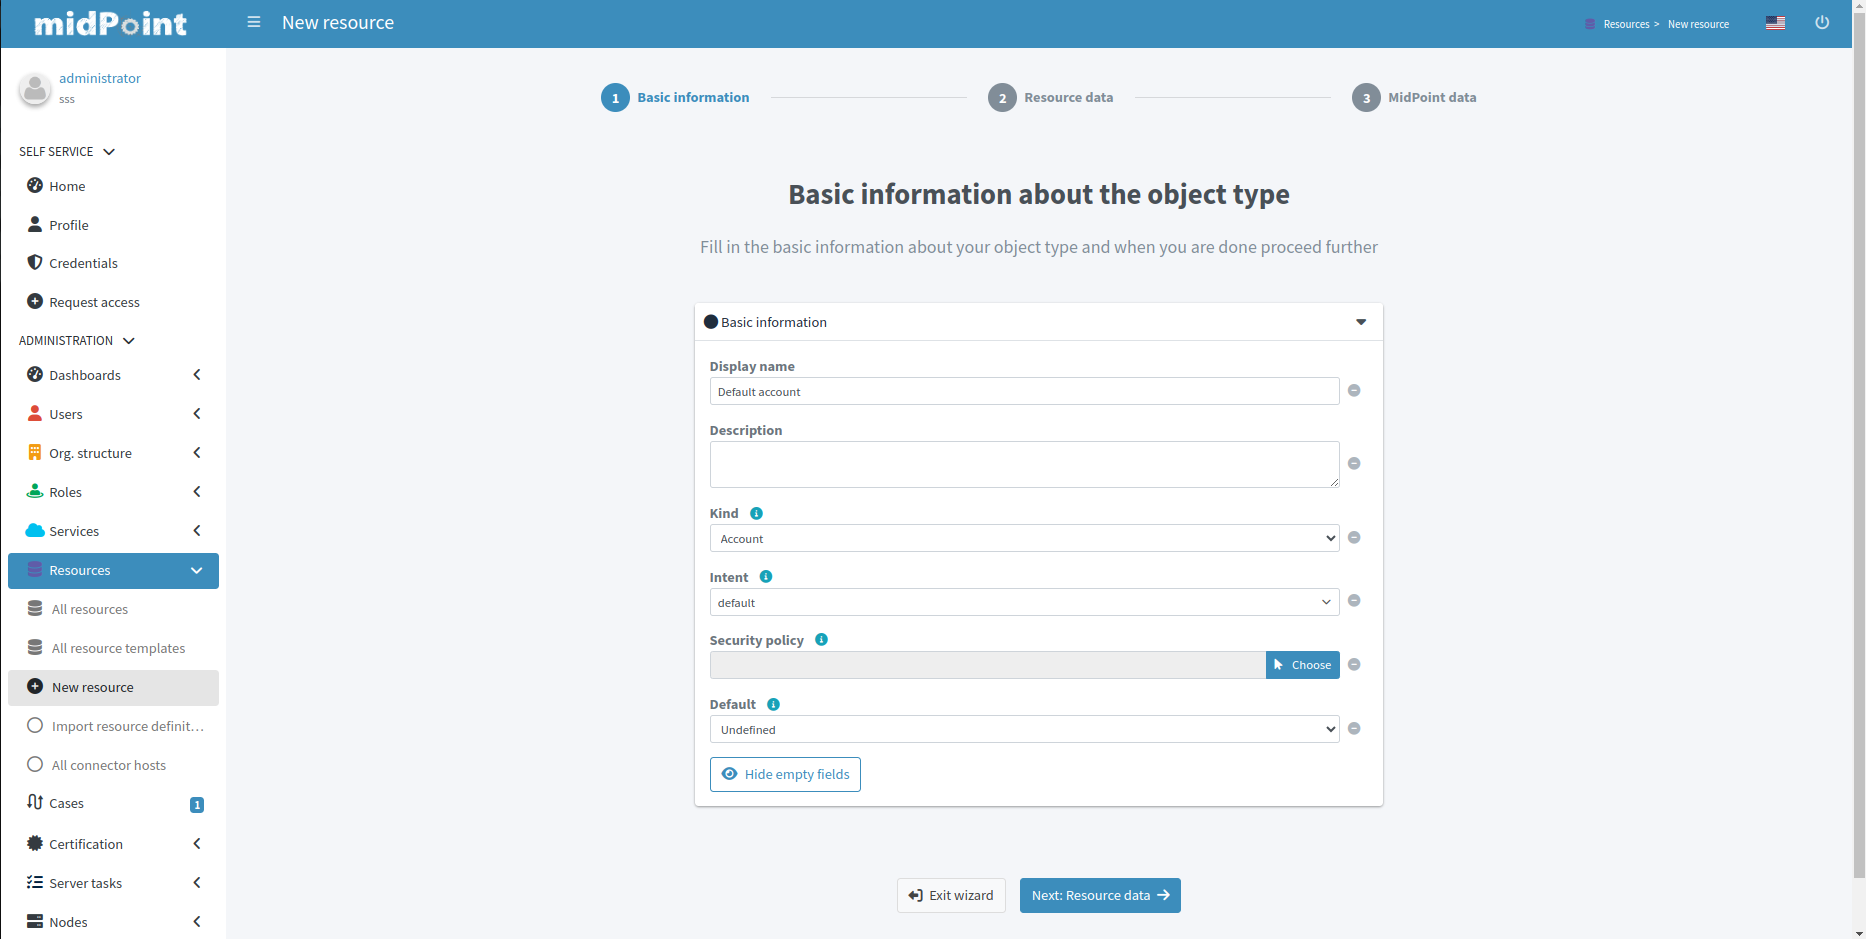 midPoint
New resource
Resources > New resource
administrator
sss
SELF SERVICE
Home
Profile
Credentials
Request access
ADMINISTRATION
Dashboards
Users
Org. structure
Roles
Services
Resources
All resources
All resource templates
New resource
Import resource definit...
All connector hosts
Cases 1
Certification
Server tasks
Nodes
1 Basic information
2 Resource data
3 MidPoint data
Basic information about the object type
Fill in the basic information about your object type and when you are done proceed further
Basic information
Display name
Default account
Description
Kind
Account
Intent
default
Security policy
Choose
Default
Undefined
Hide empty fields
Exit wizard
Next: Resource data